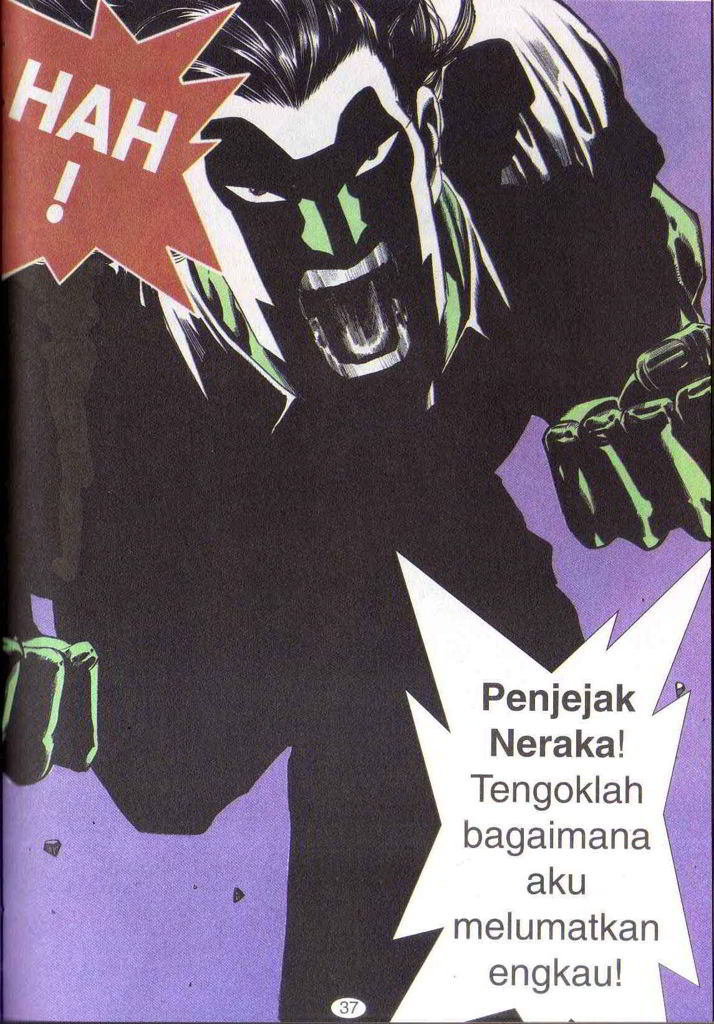 HAH
!
Penjejak
Neraka!
Tengoklah
bagaimana
aku
melumatkan
engkau!
37